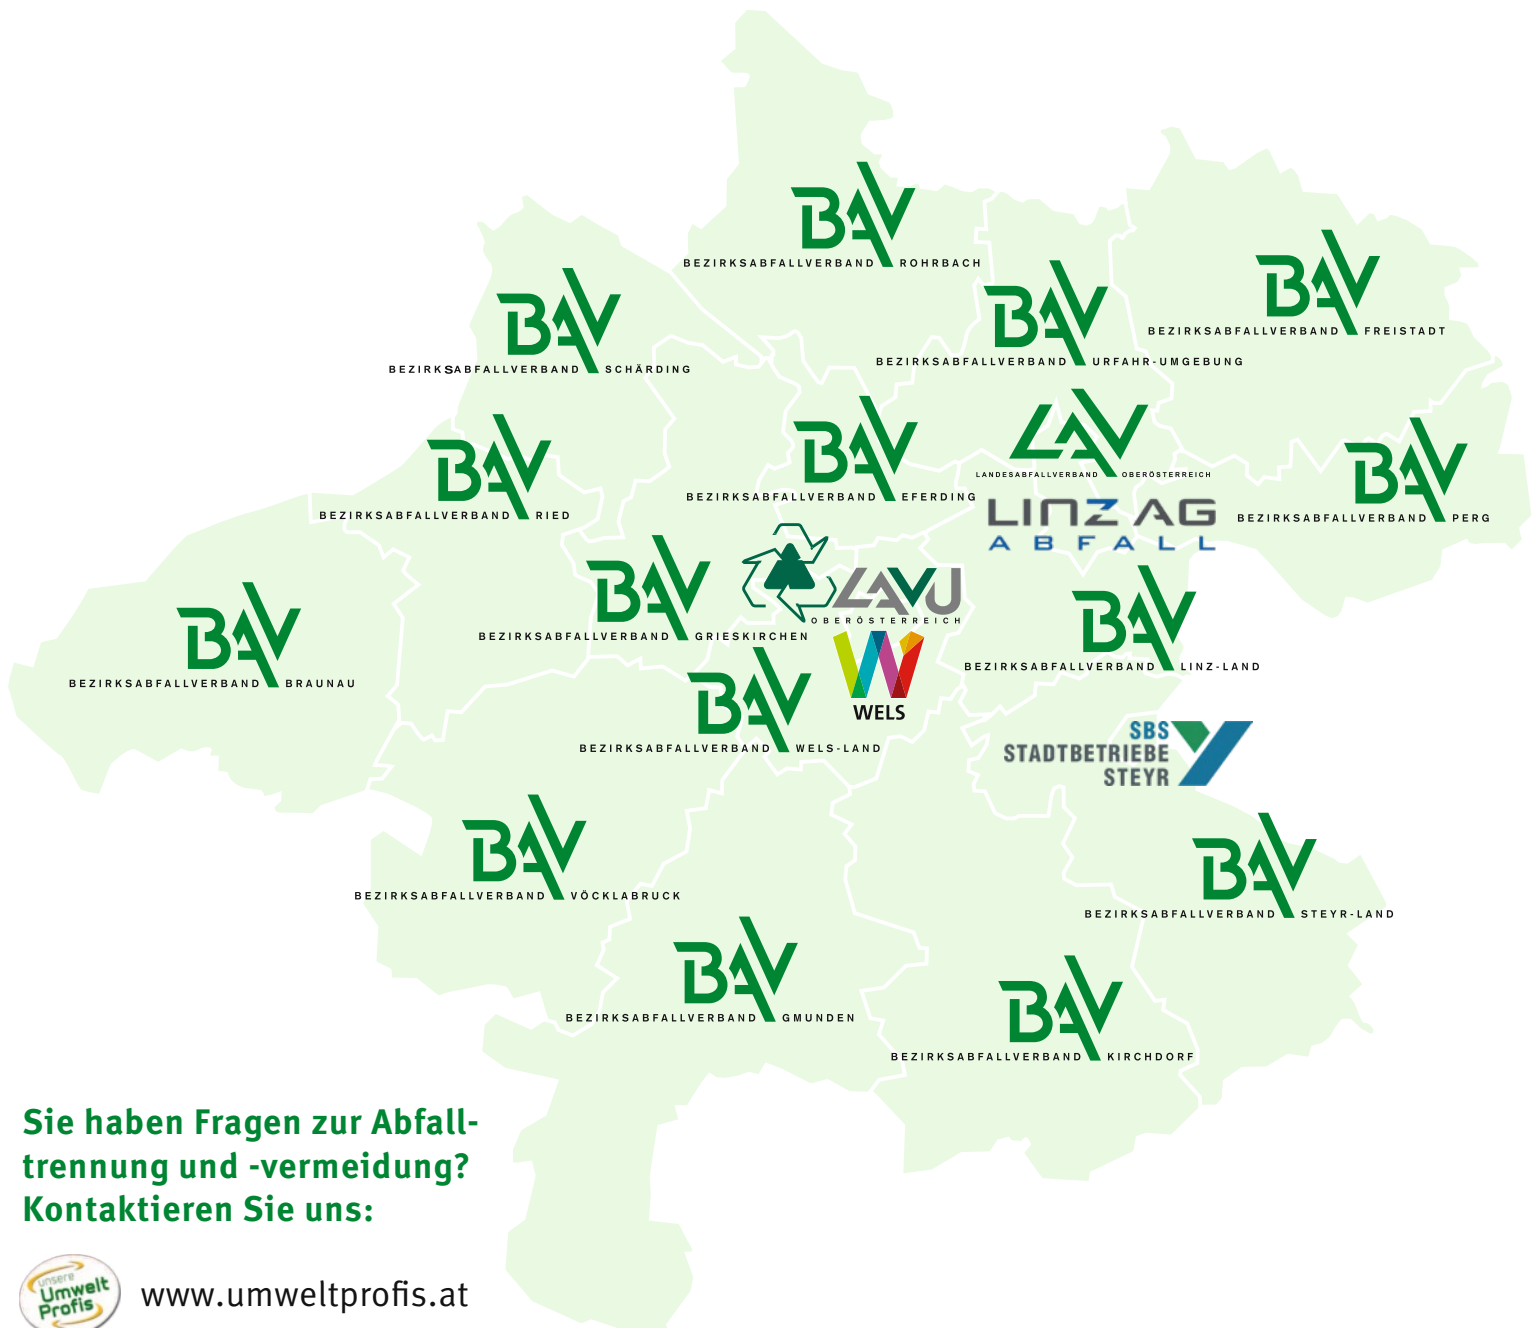 BAV
BEZIRKSABFALLVERBAND ROHRBACH
BAV
BEZIRKSABFALLVERBAND FREISTADT
BAV
BEZIRKSABFALLVERBAND SCHÄRDING
BAV
BEZIRKSABFALLVERBAND URFAHR-UMGEBUNG
BAV
BEZIRKSABFALLVERBAND RIED
BAV
BEZIRKSABFALLVERBAND EFERDING
LAV
LANDESABFALLVERBAND OBERÖSTERREICH
LINZ AG
ABFALL
BAV
BEZIRKSABFALLVERBAND PERG
BAV
BEZIRKSABFALLVERBAND BRAUNAU
BAV
BEZIRKSABFALLVERBAND GRIESKIRCHEN
LAVU
OBERÖSTERREICH
W
WELS
BAV
BEZIRKSABFALLVERBAND LINZ-LAND
BAV
BEZIRKSABFALLVERBAND WELS-LAND
SBS
STADTBETRIEBE
STEYR
BAV
BEZIRKSABFALLVERBAND VÖCKLABRUCK
BAV
BEZIRKSABFALLVERBAND STEYR-LAND
BAV
BEZIRKSABFALLVERBAND GMUNDEN
BAV
BEZIRKSABFALLVERBAND KIRCHDORF
Sie haben Fragen zur Abfall-
trennung und -vermeidung?
Kontaktieren Sie uns:
unsere
Umwelt
Profis
www.umweltprofis.at